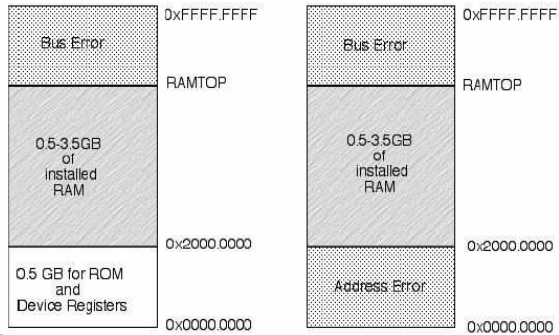 0xFFFF.FFFF
Bus Error
RAMTOP
0.5-3.5GB
of
installed
RAM
0x2000.0000
0.5 GB for ROM
and
Device Registers
0x0000.0000
0xFFFF.FFFF
Bus Error
RAMTOP
0.5-3.5GB
of
installed
RAM
0x2000.0000
Address Error
0x0000.0000